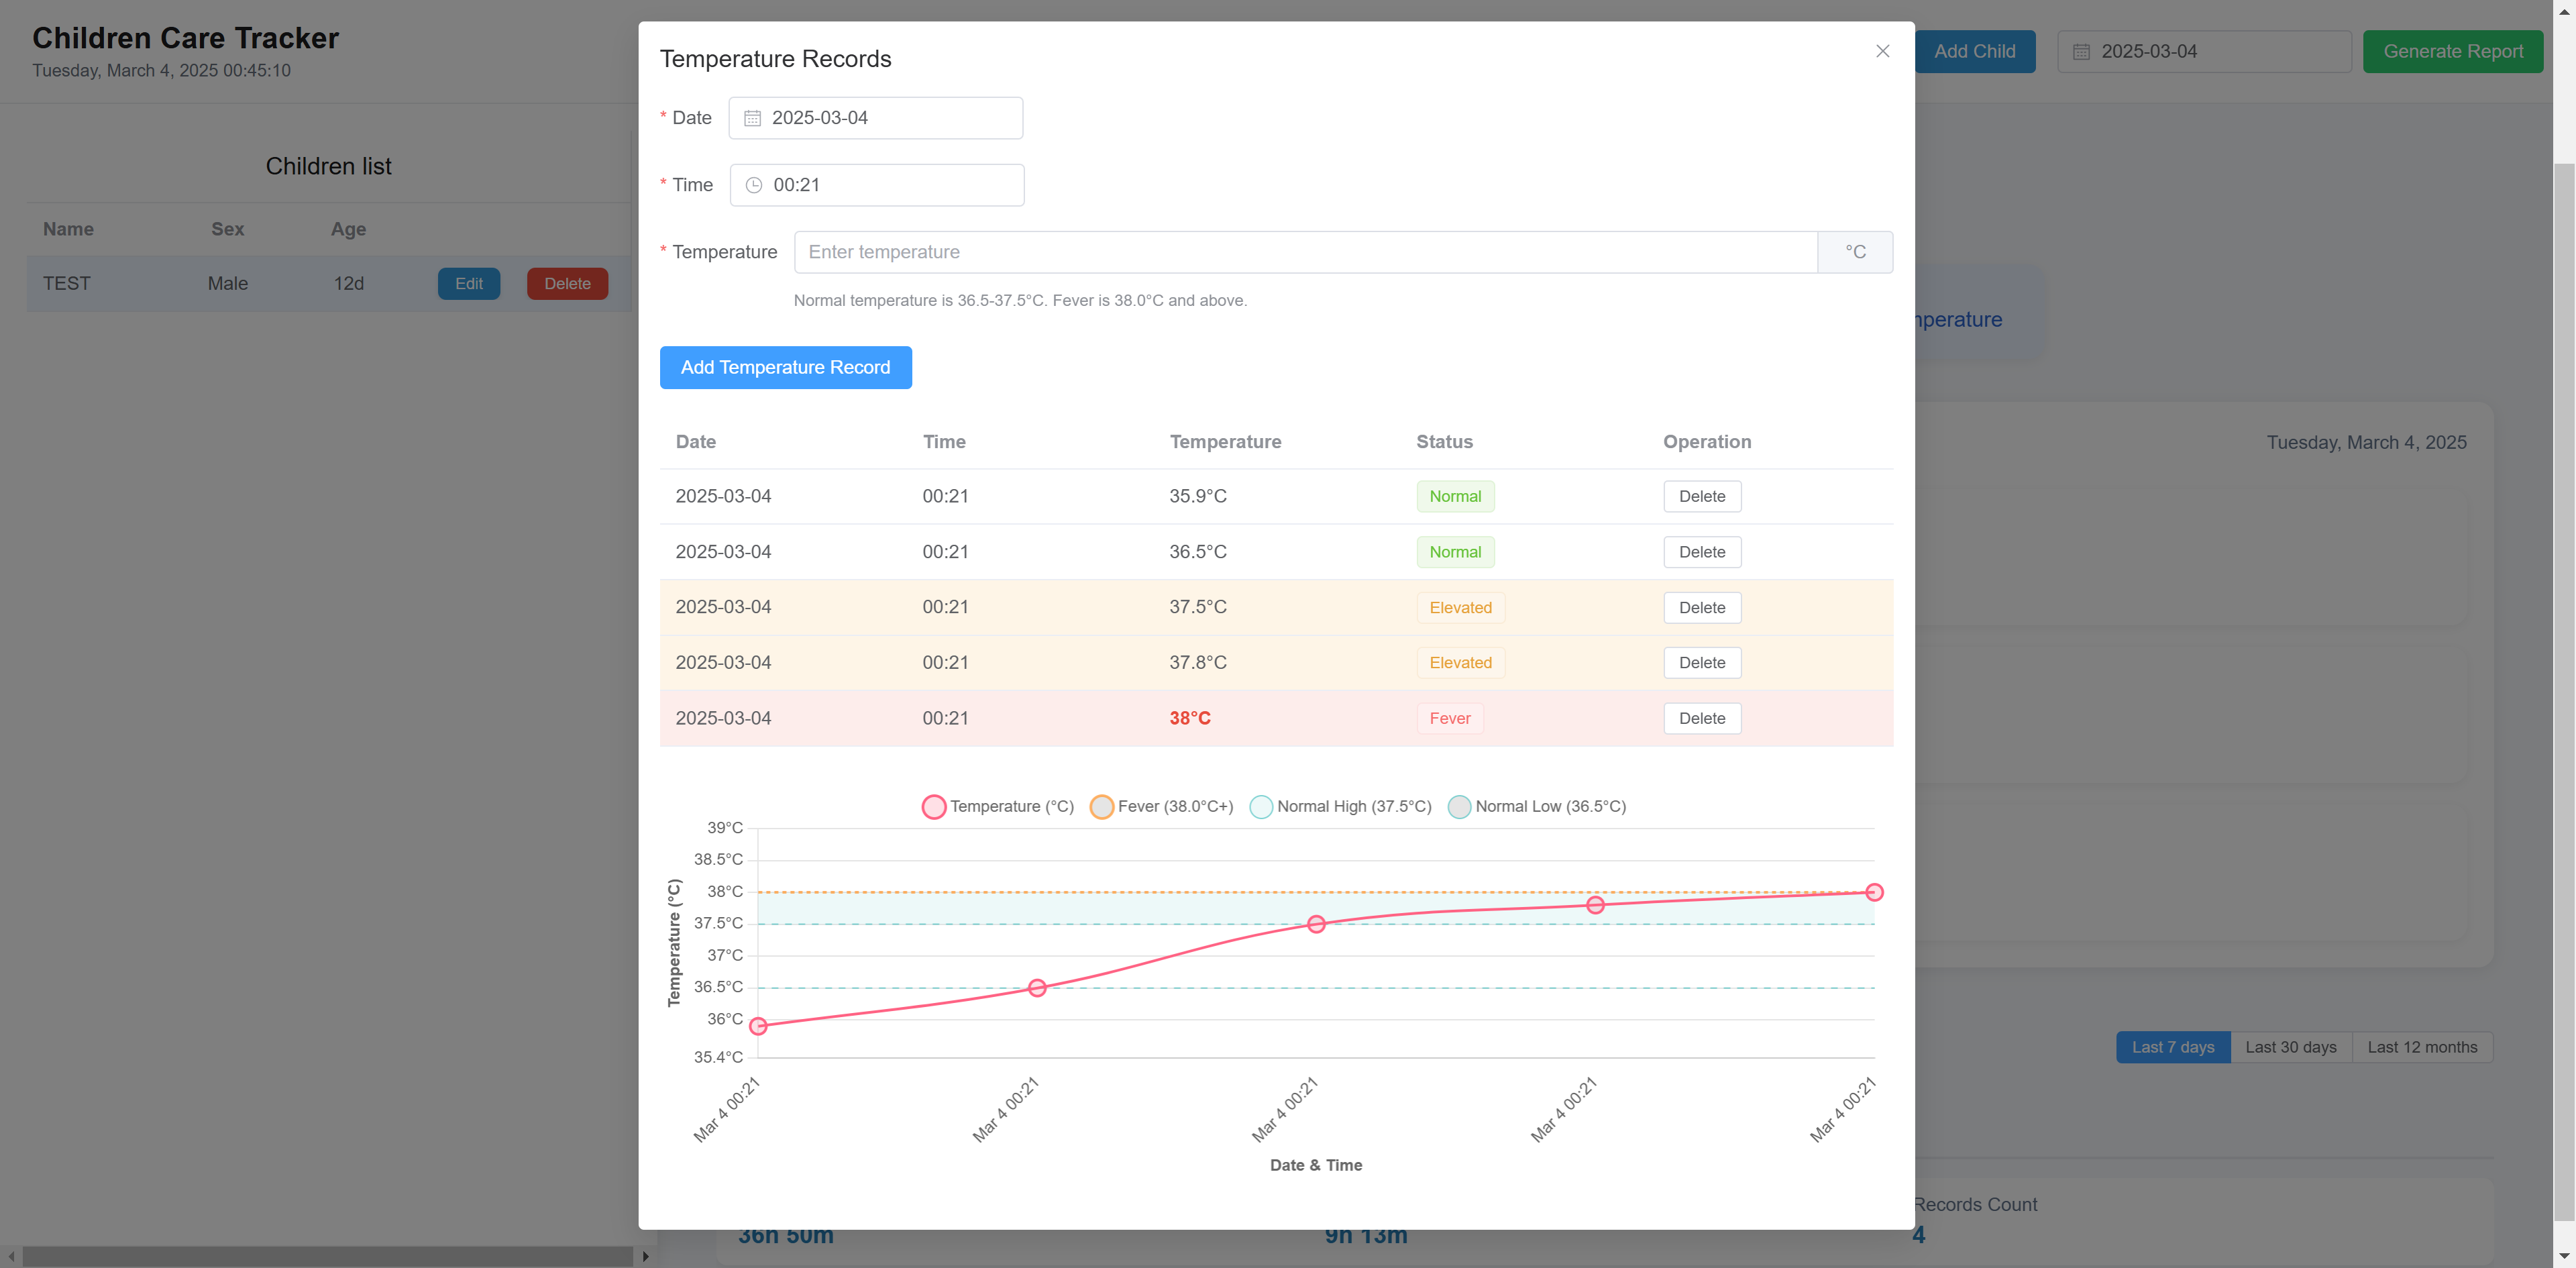 Children Care Tracker
Tuesday, March 4, 2025 00:45:10
Add Child
2025-03-04
Generate Report
Children list
Name Sex Age
TEST Male 12d Edit Delete
Temperature Records
* Date 2025-03-04
* Time 00:21
* Temperature Enter temperature °C
Normal temperature is 36.5-37.5°C. Fever is 38.0°C and above.
Add Temperature Record
Date Time Temperature Status Operation
2025-03-04 00:21 35.9°C Normal Delete
2025-03-04 00:21 36.5°C Normal Delete
2025-03-04 00:21 37.5°C Elevated Delete
2025-03-04 00:21 37.8°C Elevated Delete
2025-03-04 00:21 38°C Fever Delete
Temperature (°C) Fever (38.0°C+) Normal High (37.5°C) Normal Low (36.5°C)
39°C
38.5°C
38°C
37.5°C
37°C
36.5°C
36°C
35.4°C
Temperature (°C)
Mar 4 00:21 Mar 4 00:21 Mar 4 00:21 Mar 4 00:21 Mar 4 00:21
Date & Time
mperature
Tuesday, March 4, 2025
Last 7 days Last 30 days Last 12 months
Records Count
36h 50m 9h 13m 4